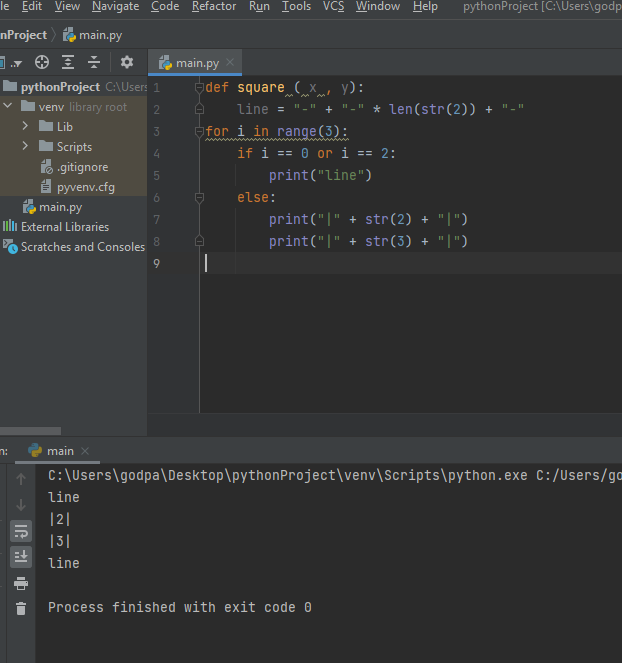 le Edit View Navigate Code Refactor Run Tools VCS Window Help pythonProject [C:\Users\godp
nProject main.py
main.py
pythonProject C:\Users
venv library root
Lib
Scripts
.gitignore
pyvenv.cfg
main.py
External Libraries
Scratches and Consoles
1 def square ( x , y):
2 line = "-" + "-" * len(str(2)) + "-"
3 for i in range(3):
4 if i == 0 or i == 2:
5 print("line")
6 else:
7 print("|" + str(2) + "|")
8 print("|" + str(3) + "|")
9
n: main
C:\Users\godpa\Desktop\pythonProject\venv\Scripts\python.exe C:/Users/go
line
|2|
|3|
line
Process finished with exit code 0